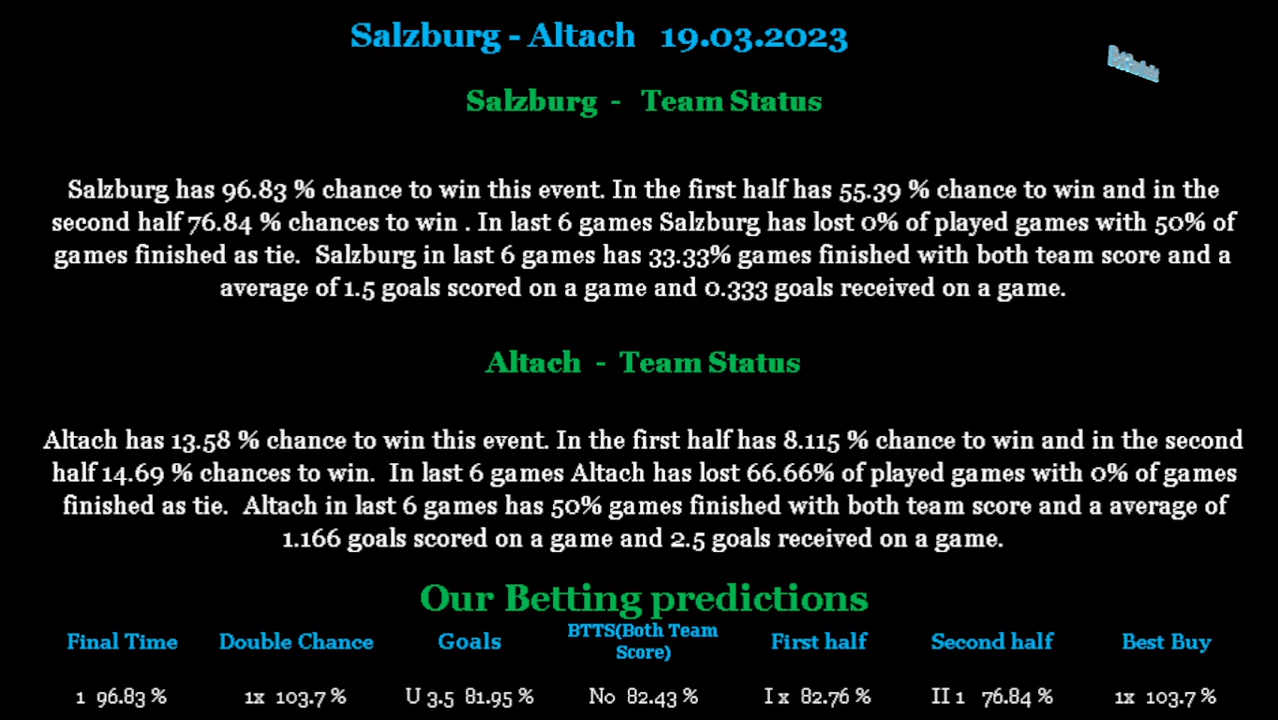 Salzburg - Altach 19.03.2023
Salzburg - Team Status
Salzburg has 96.83 % chance to win this event. In the first half has 55.39 % chance to win and in the
second half 76.84 % chances to win . In last 6 games Salzburg has lost 0% of played games with 50% of
games finished as tie. Salzburg in last 6 games has 33.33% games finished with both team score and a
average of 1.5 goals scored on a game and 0.333 goals received on a game.
Altach - Team Status
Altach has 13.58 % chance to win this event. In the first half has 8.115 % chance to win and in the second
half 14.69 % chances to win. In last 6 games Altach has lost 66.66% of played games with 0% of games
finished as tie. Altach in last 6 games has 50% games finished with both team score and a average of
1.166 goals scored on a game and 2.5 goals received on a game.
Our Betting predictions
Final Time Double Chance Goals BTTS(Both Team First half Second half Best Buy
Score)
1 96.83 % 1x 103.7 % U 3.5 81.95 % No 82.43 % I x 82.76 % II 1 76.84 % 1x 103.7 %